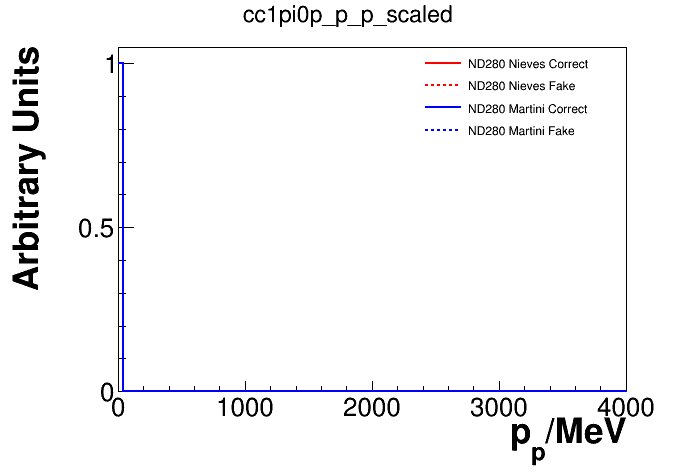 cc1pi0p_p_p_scaled
Arbitrary Units
1
0.5
0
ND280 Nieves Correct
ND280 Nieves Fake
ND280 Martini Correct
ND280 Martini Fake
0 1000 2000 3000 4000
p_p/MeV